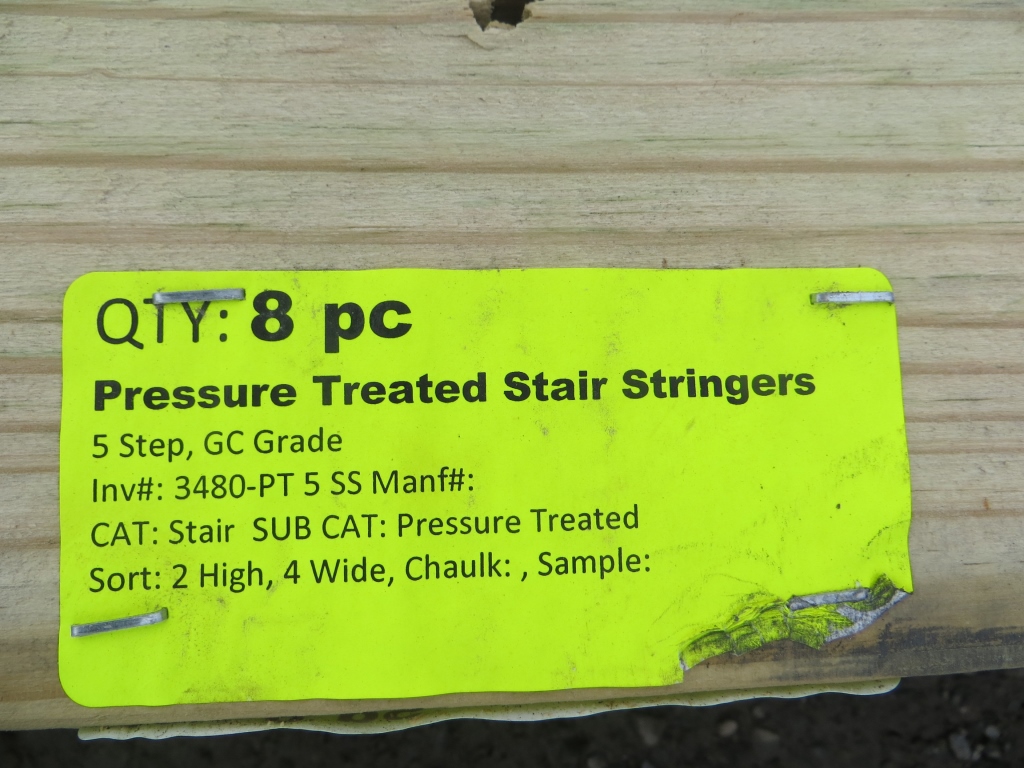 QTY: 8 pc
Pressure Treated Stair Stringers
5 Step, GC Grade
Inv#: 3480-PT 5 SS Manf#:
CAT: Stair  SUB CAT: Pressure Treated
Sort: 2 High, 4 Wide, Chaulk: , Sample: